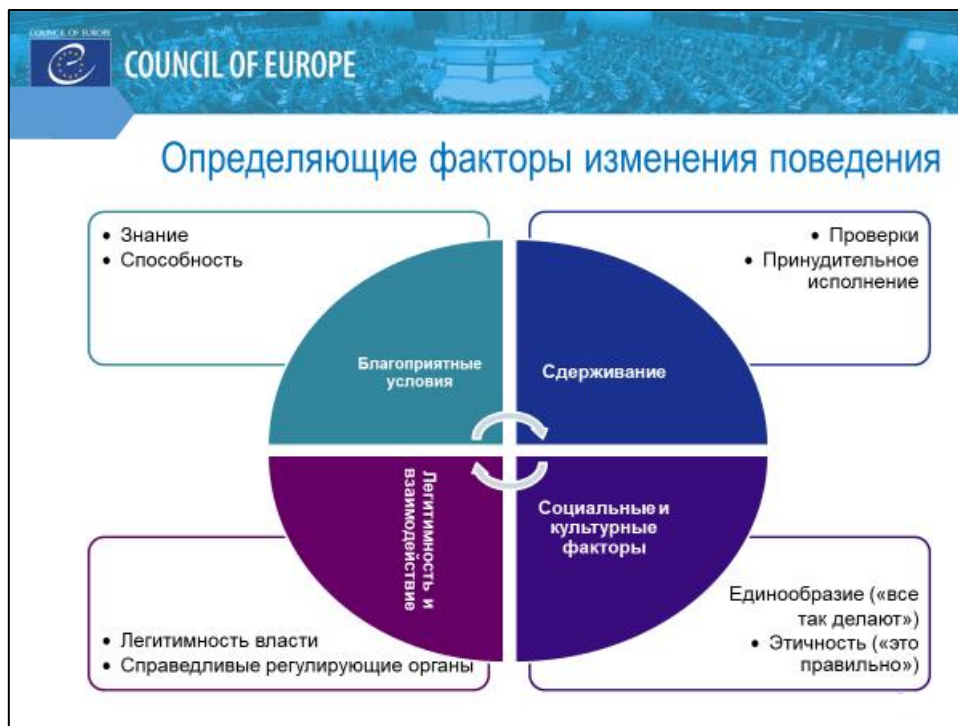 COUNCIL OF EUROPE
COUNCIL OF EUROPE
Определяющие факторы изменения поведения
• Знание
• Способность
• Проверки
• Принудительное
исполнение
Благоприятные
условия
Сдерживание
Легитимность и
взаимодействие
Социальные и
культурные
факторы
• Легитимность власти
• Справедливые регулирующие органы
Единообразие («все
так делают»)
• Этичность («это
правильно»)